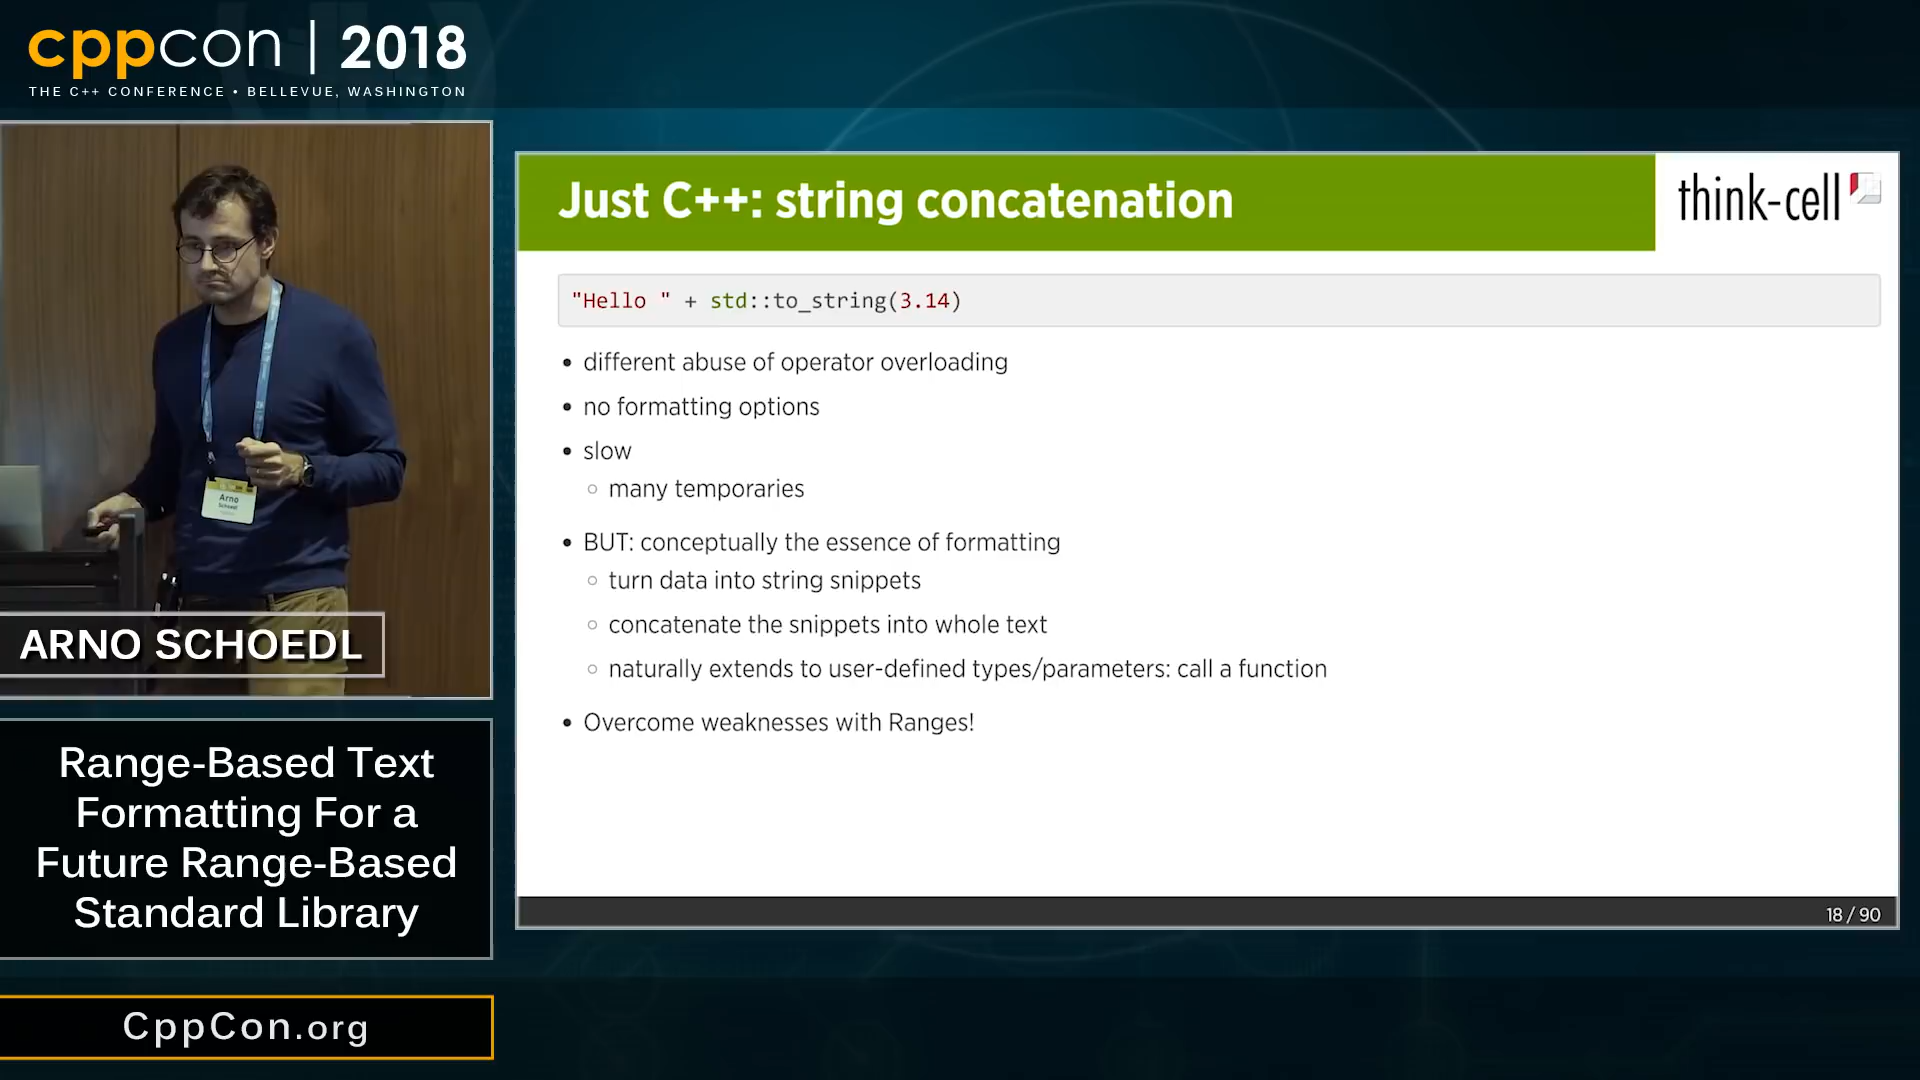 cppcon | 2018
THE C++ CONFERENCE • BELLEVUE, WASHINGTON
Arno
Schoedl
ARNO SCHOEDL
Range-Based Text
Formatting For a
Future Range-Based
Standard Library
CppCon.org
Just C++: string concatenation
think-cell
"Hello " + std::to_string(3.14)
• different abuse of operator overloading
• no formatting options
• slow
○ many temporaries
• BUT: conceptually the essence of formatting
○ turn data into string snippets
○ concatenate the snippets into whole text
○ naturally extends to user-defined types/parameters: call a function
• Overcome weaknesses with Ranges!
18 / 90